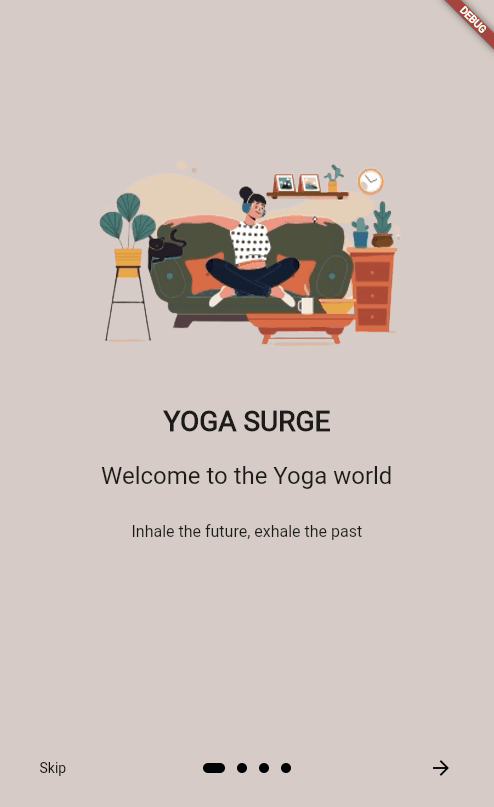 DEBUG
YOGA SURGE
Welcome to the Yoga world
Inhale the future, exhale the past
Skip